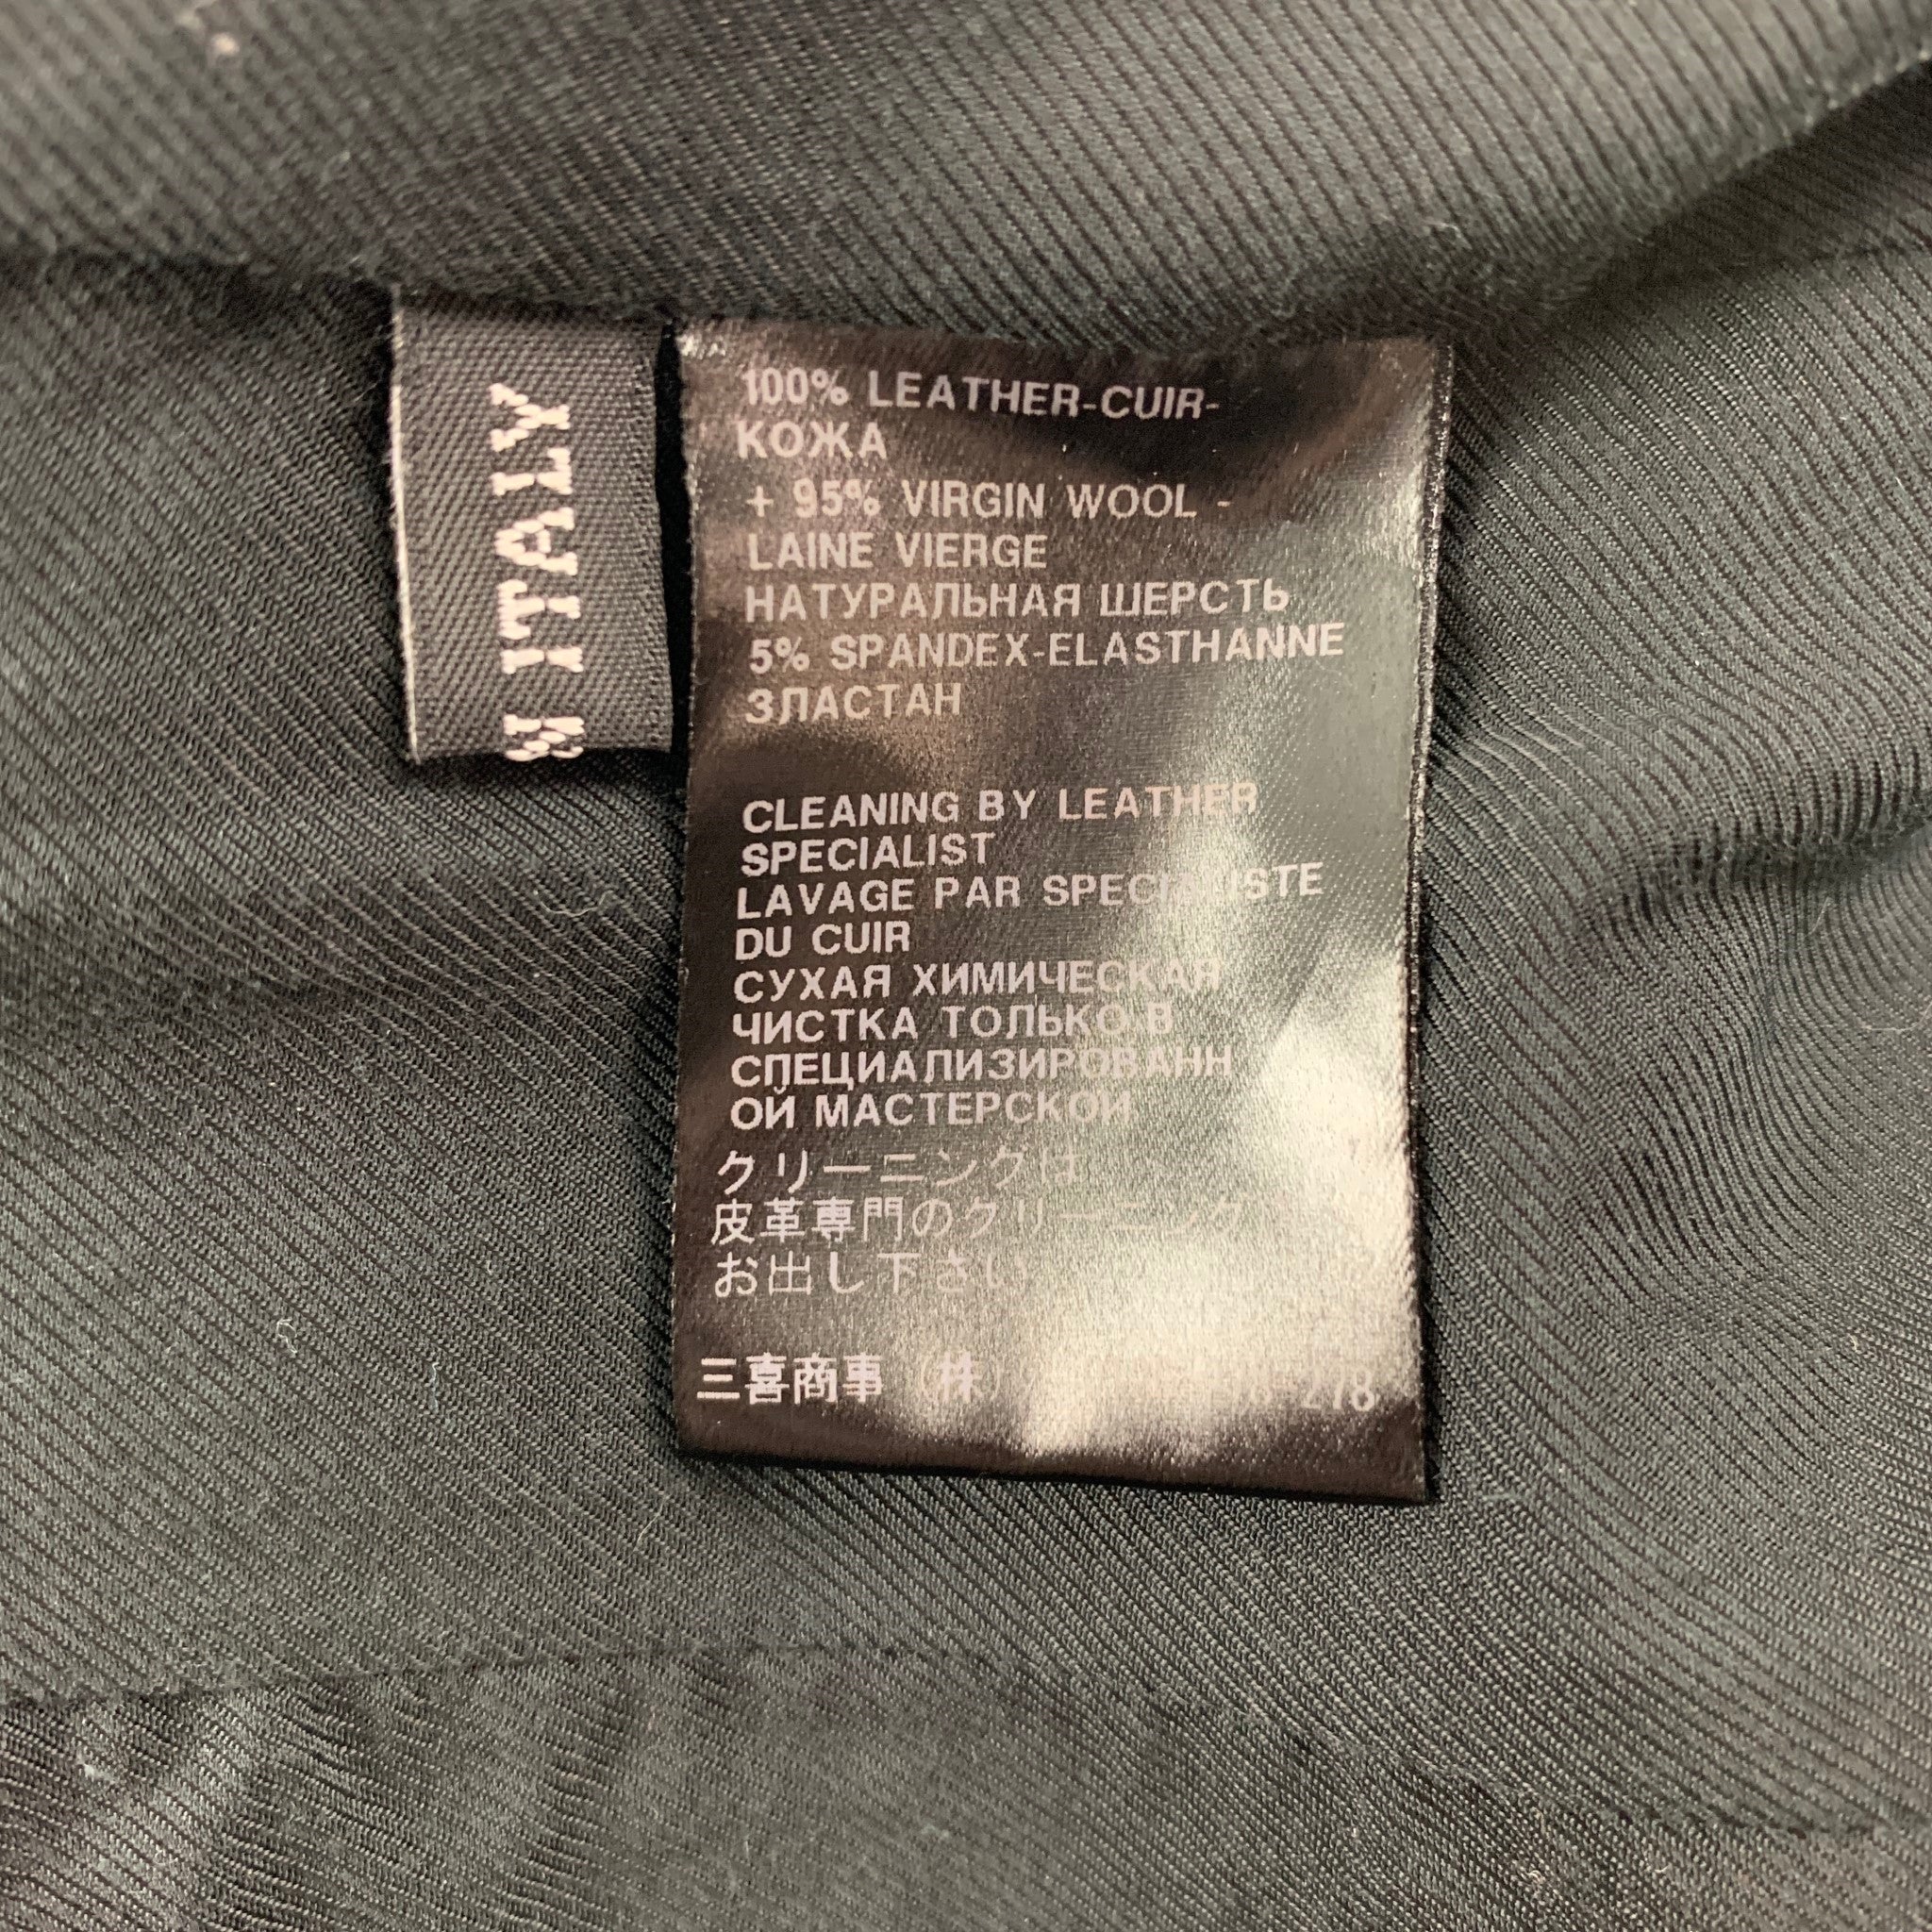 ITALY
100% LEATHER-CUIR-
КОЖА
+ 95% VIRGIN WOOL -
LAINE VIERGE
НАТУРАЛЬНАЯ ШЕРСТЬ
5% SPANDEX-ELASTHANNE
ЗЛАСТАН
CLEANING BY LEATHER
SPECIALIST
LAVAGE PAR SPECIALISTE
DU CUIR
СУХАЯ ХИМИЧЕСКАЯ
ЧИСТКА ТОЛЬКО В
СПЕЦИАЛИЗИРОВАНН
ОЙ МАСТЕРСКОЙ
クリーニングは
皮革専門のクリーニング
お出し下さい
三喜商事 (株) 278